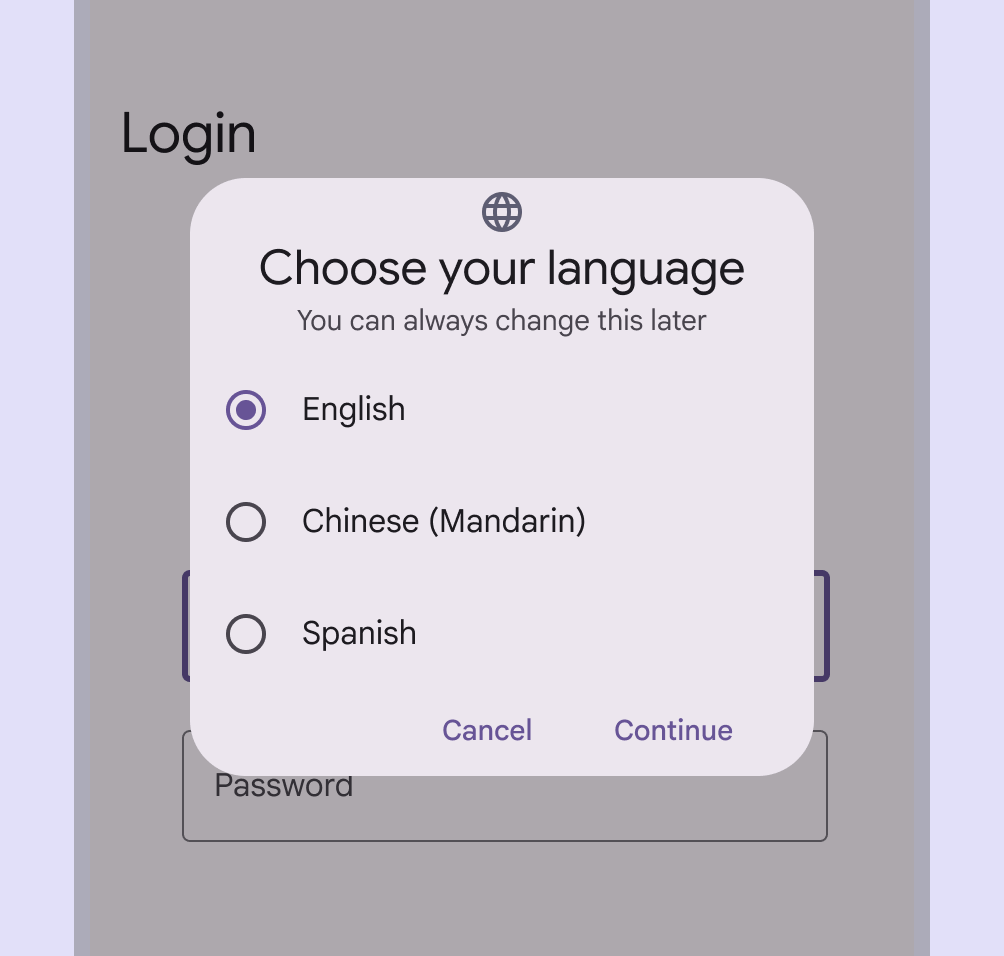 Login
Choose your language
You can always change this later
English
Chinese (Mandarin)
Spanish
Cancel Continue
Password